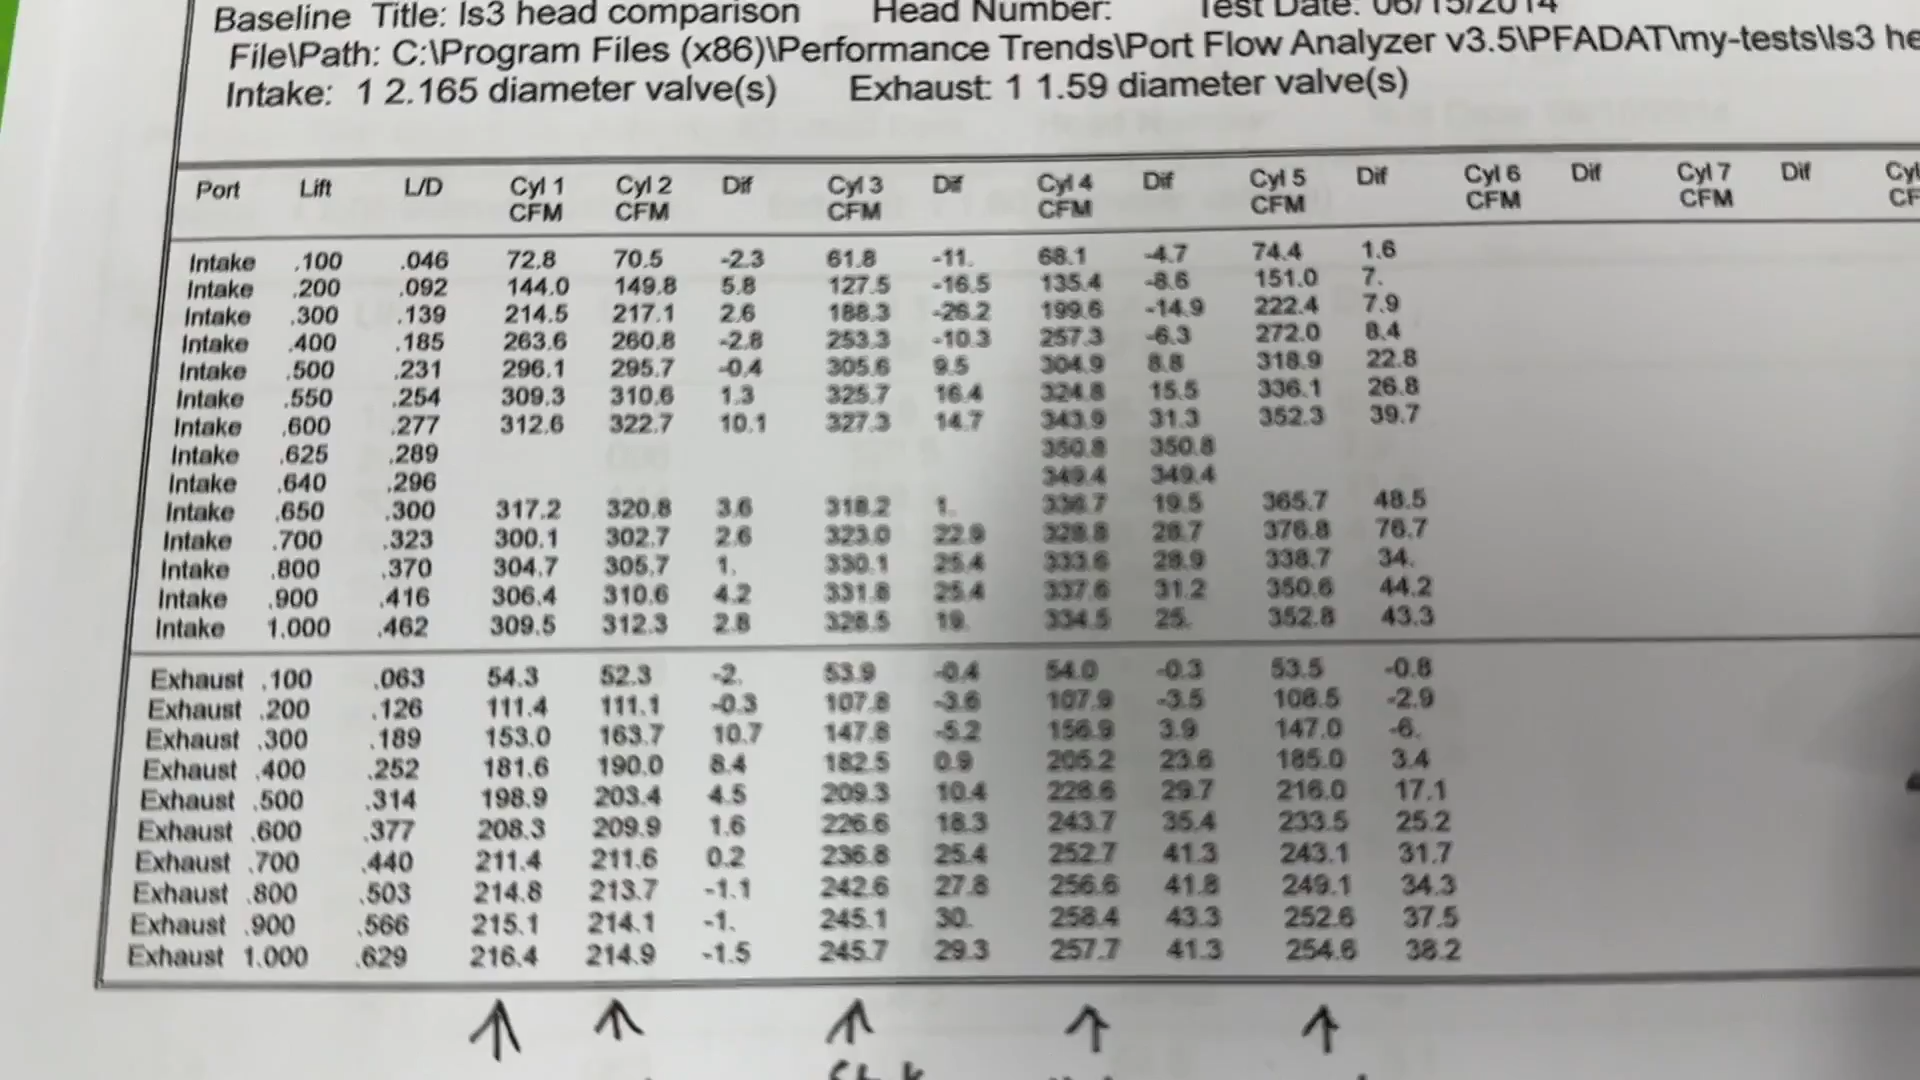 Baseline Title: ls3 head comparison Head Number: Test Date: 06/15/2014
File\Path: C:\Program Files (x86)\Performance Trends\Port Flow Analyzer v3.5\PFADAT\my-tests\ls3 he
Intake: 1 2.165 diameter valve(s) Exhaust: 1 1.59 diameter valve(s)
Port Lift L/D Cyl 1 Cyl 2 Dif Cyl 3 Dif Cyl 4 Dif Cyl 5 Dif Cyl 6 Dif Cyl 7 Dif Cyl
CFM CFM CFM CFM CFM CFM CFM CF
Intake .100 .046 72.8 70.5 -2.3 61.8 -11. 68.1 -4.7 74.4 1.6
Intake .200 .092 144.0 149.8 5.8 127.5 -16.5 135.4 -8.6 151.0 7.
Intake .300 .139 214.5 217.1 2.6 188.3 -26.2 199.6 -14.9 222.4 7.9
Intake .400 .185 263.6 260.8 -2.8 253.3 -10.3 257.3 -6.3 272.0 8.4
Intake .500 .231 296.1 295.7 -0.4 305.6 9.5 304.9 8.8 318.9 22.8
Intake .550 .254 309.3 310.6 1.3 325.7 16.4 324.8 15.5 336.1 26.8
Intake .600 .277 312.6 322.7 10.1 327.3 14.7 343.9 31.3 352.3 39.7
Intake .625 .289 350.8 350.8
Intake .640 .296 349.4 349.4
Intake .650 .300 317.2 320.8 3.6 318.2 1. 336.7 19.5 365.7 48.5
Intake .700 .323 300.1 302.7 2.6 323.0 22.9 328.8 28.7 376.8 76.7
Intake .800 .370 304.7 305.7 1. 330.1 25.4 333.6 28.9 338.7 34.
Intake .900 .416 306.4 310.6 4.2 331.8 25.4 337.6 31.2 350.6 44.2
Intake 1.000 .462 309.5 312.3 2.8 328.5 19. 334.5 25. 352.8 43.3
Exhaust .100 .063 54.3 52.3 -2. 53.9 -0.4 54.0 -0.3 53.5 -0.8
Exhaust .200 .126 111.4 111.1 -0.3 107.8 -3.6 107.9 -3.5 108.5 -2.9
Exhaust .300 .189 153.0 163.7 10.7 147.8 -5.2 156.9 3.9 147.0 -6.
Exhaust .400 .252 181.6 190.0 8.4 182.5 0.9 205.2 23.6 185.0 3.4
Exhaust .500 .314 198.9 203.4 4.5 209.3 10.4 228.6 29.7 216.0 17.1
Exhaust .600 .377 208.3 209.9 1.6 226.6 18.3 243.7 35.4 233.5 25.2
Exhaust .700 .440 211.4 211.6 0.2 236.8 25.4 252.7 41.3 243.1 31.7
Exhaust .800 .503 214.8 213.7 -1.1 242.6 27.8 256.6 41.8 249.1 34.3
Exhaust .900 .566 215.1 214.1 -1. 245.1 30. 258.4 43.3 252.6 37.5
Exhaust 1.000 .629 216.4 214.9 -1.5 245.7 29.3 257.7 41.3 254.6 38.2